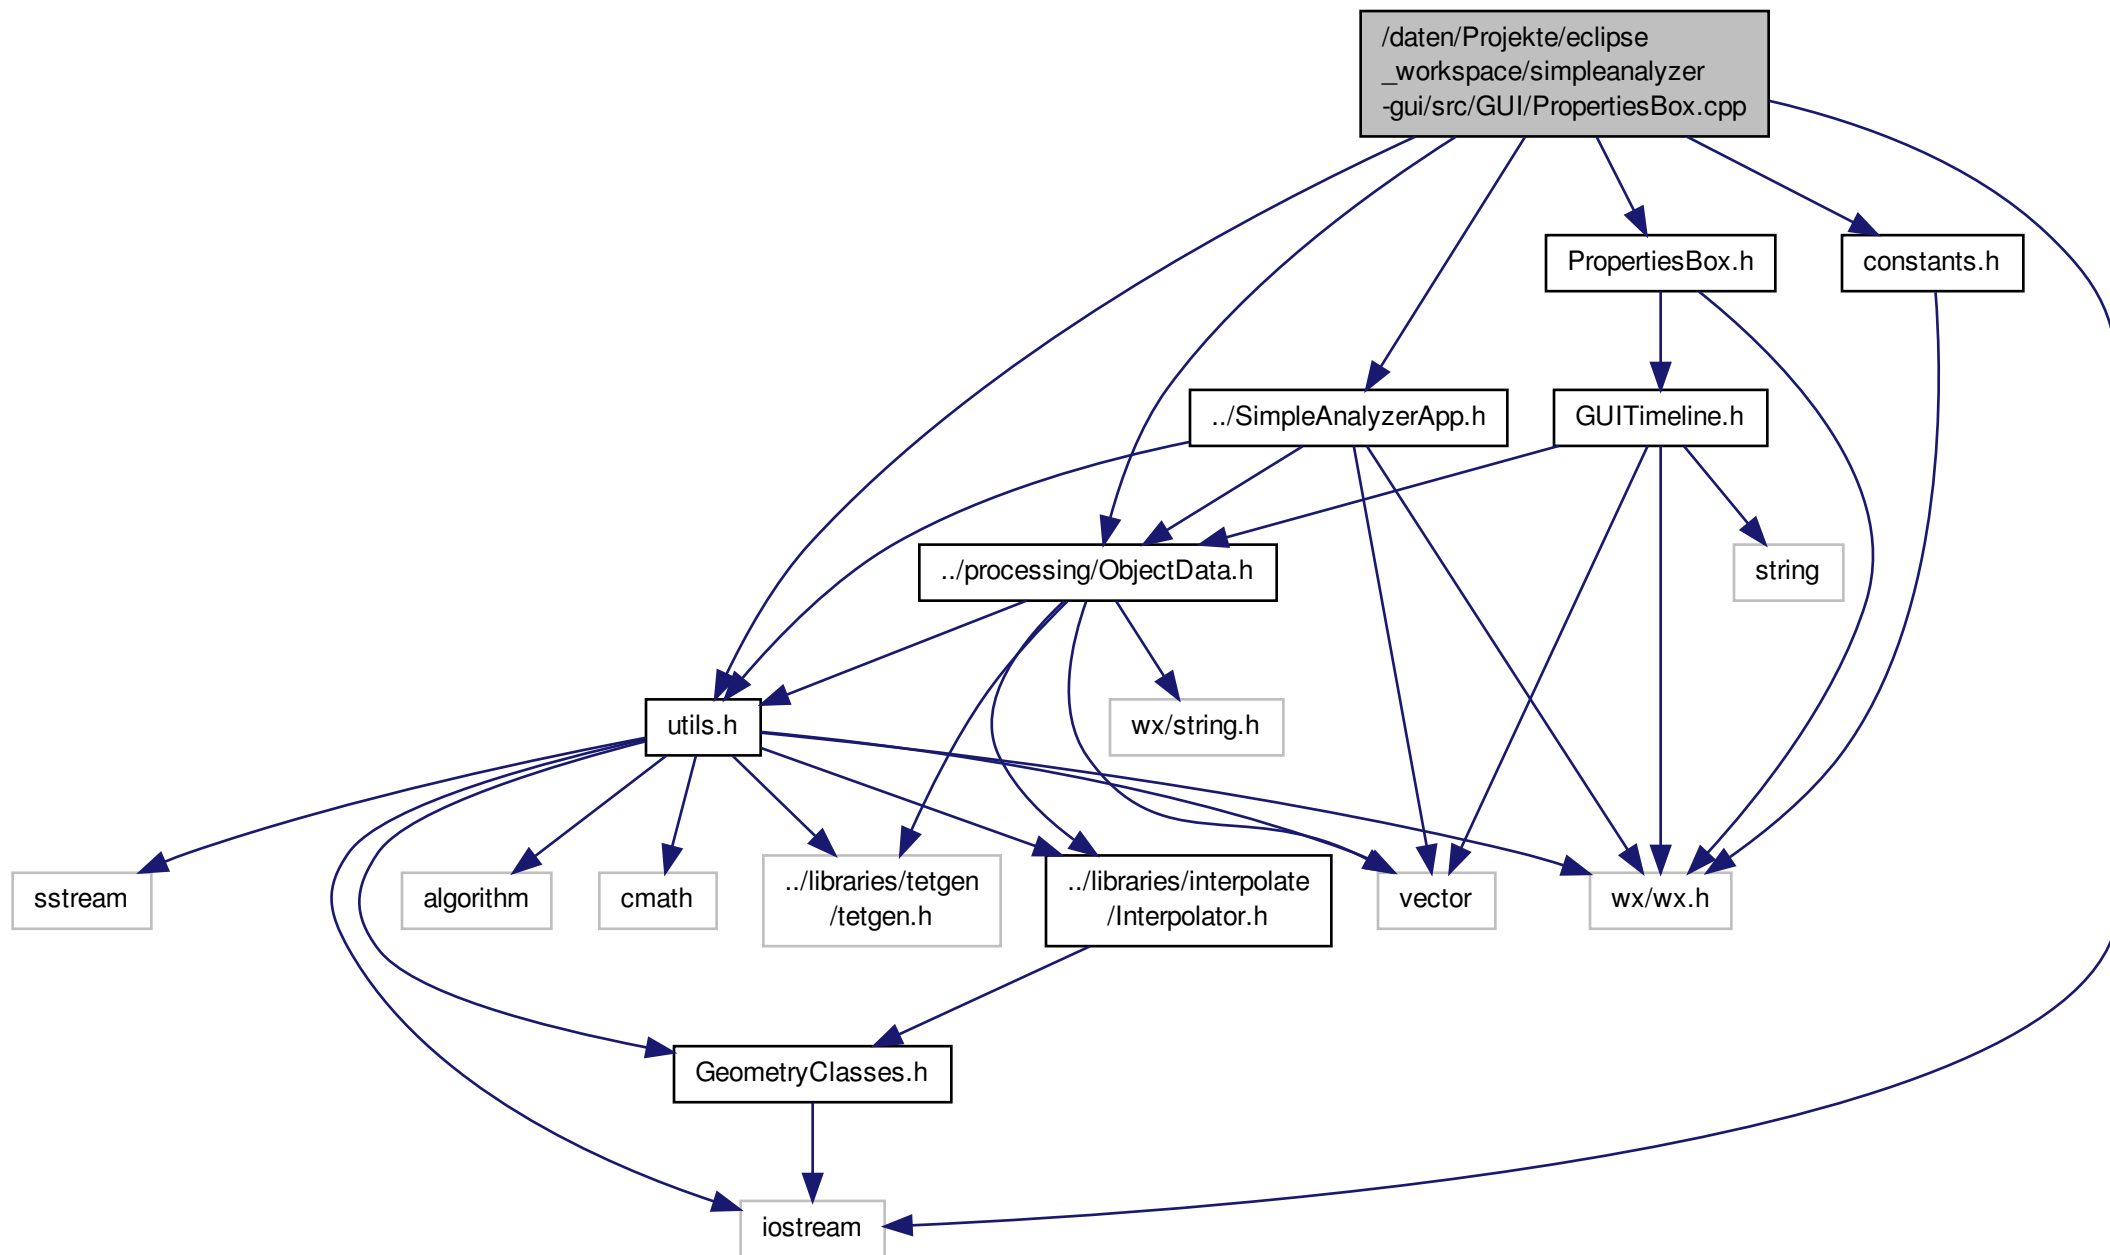 /daten/Projekte/eclipse
_workspace/simpleanalyzer
-gui/src/GUI/PropertiesBox.cpp
PropertiesBox.h
constants.h
../SimpleAnalyzerApp.h
GUITimeline.h
../processing/ObjectData.h
string
utils.h
wx/string.h
sstream
algorithm
cmath
../libraries/tetgen
/tetgen.h
../libraries/interpolate
/Interpolator.h
vector
wx/wx.h
GeometryClasses.h
iostream